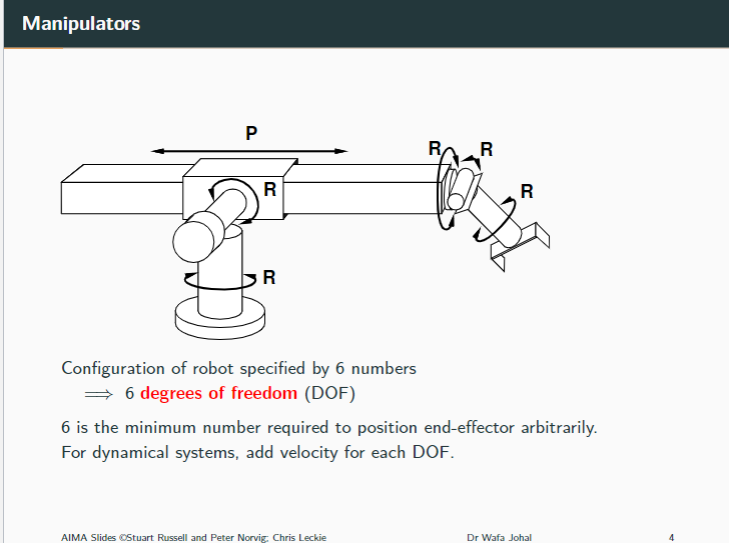 Manipulators
P
R
R
R
R
R
Configuration of robot specified by 6 numbers
⟹ 6 degrees of freedom (DOF)
6 is the minimum number required to position end-effector arbitrarily.
For dynamical systems, add velocity for each DOF.
AIMA Slides ©Stuart Russell and Peter Norvig; Chris Leckie
Dr Wafa Johal
4